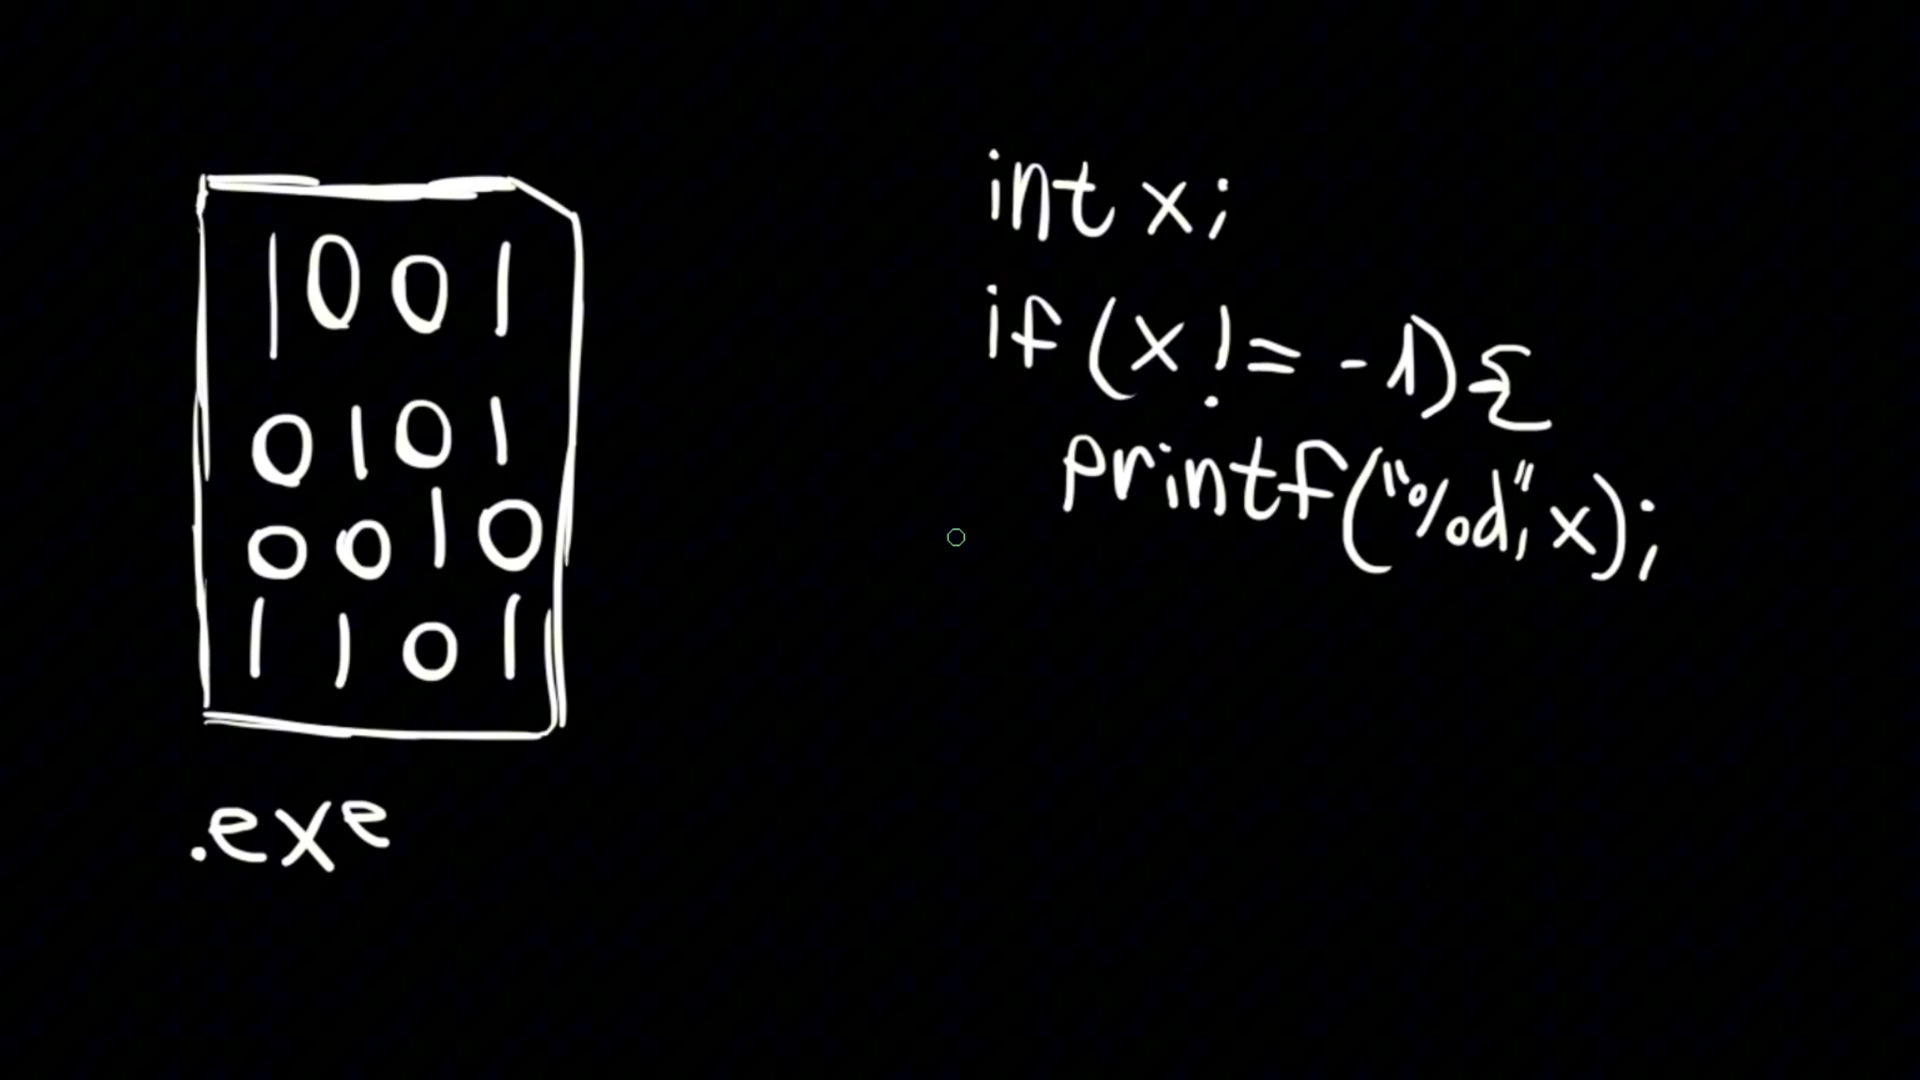 1001
0101
0010
1101
.exe
int x;
if (x != -1) {
printf("%d", x);